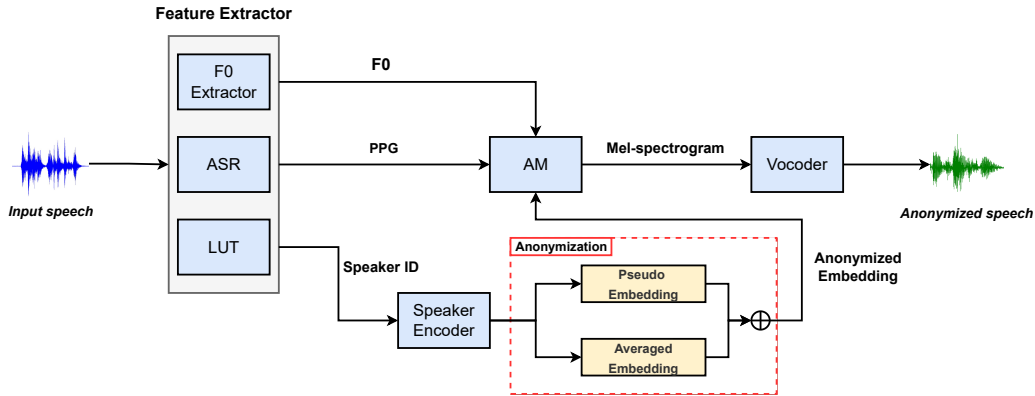 Feature Extractor
F0
Extractor
F0
ASR
PPG
AM
Mel-spectrogram
Vocoder
Input speech
Anonymized speech
LUT
Speaker ID
Speaker
Encoder
Anonymization
Pseudo
Embedding
Averaged
Embedding
Anonymized
Embedding